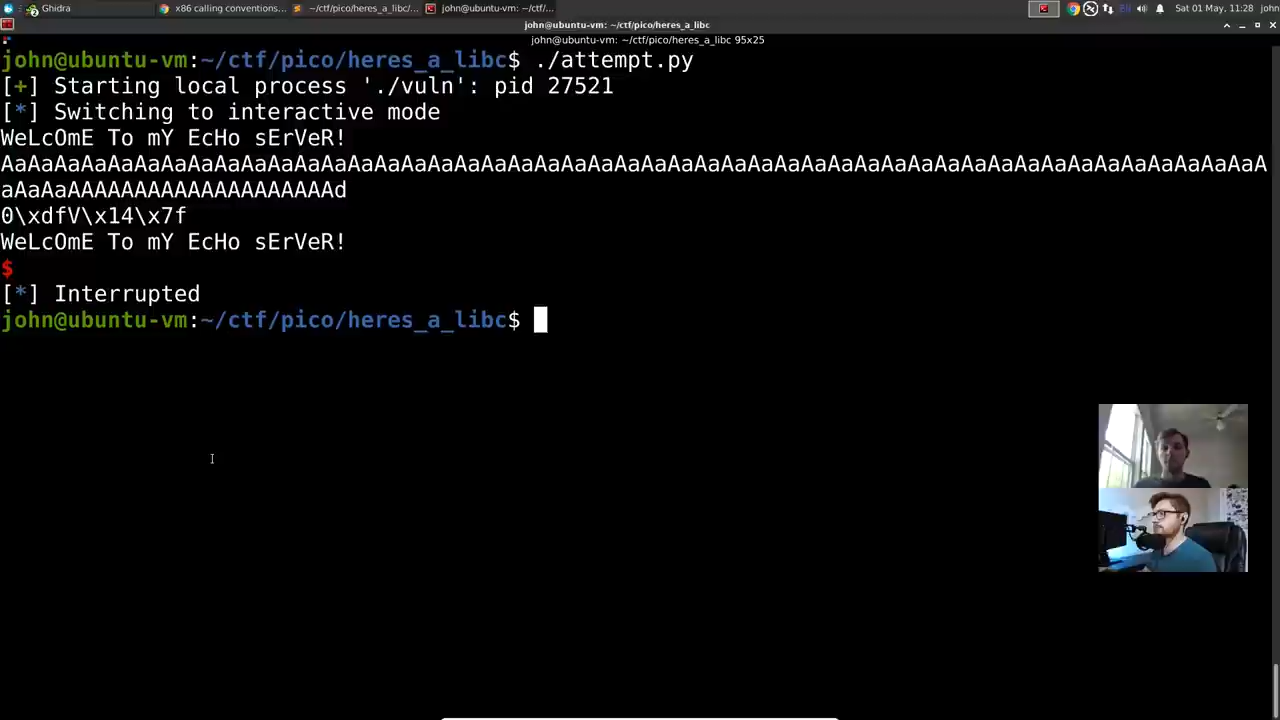 Ghidra
x86 calling conventions...
~/ctf/pico/heres_a_libc/...
john@ubuntu-vm: ~/ctf/...
EN
Sat 01 May, 11:28
john
john@ubuntu-vm: ~/ctf/pico/heres_a_libc
john@ubuntu-vm: ~/ctf/pico/heres_a_libc 95x25
john@ubuntu-vm:~/ctf/pico/heres_a_libc$ ./attempt.py
[+] Starting local process './vuln': pid 27521
[*] Switching to interactive mode
WeLcOmE To mY EcHo sErVeR!
AaAaAaAaAaAaAaAaAaAaAaAaAaAaAaAaAaAaAaAaAaAaAaAaAaAaAaAaAaAaAaAaAaAaAaAaAaAaAaAaAaAaAaAaAaAaAaA
aAaAaAAAAAAAAAAAAAAAAAAAAd
0\xdfV\x14\x7f
WeLcOmE To mY EcHo sErVeR!
$
[*] Interrupted
john@ubuntu-vm:~/ctf/pico/heres_a_libc$